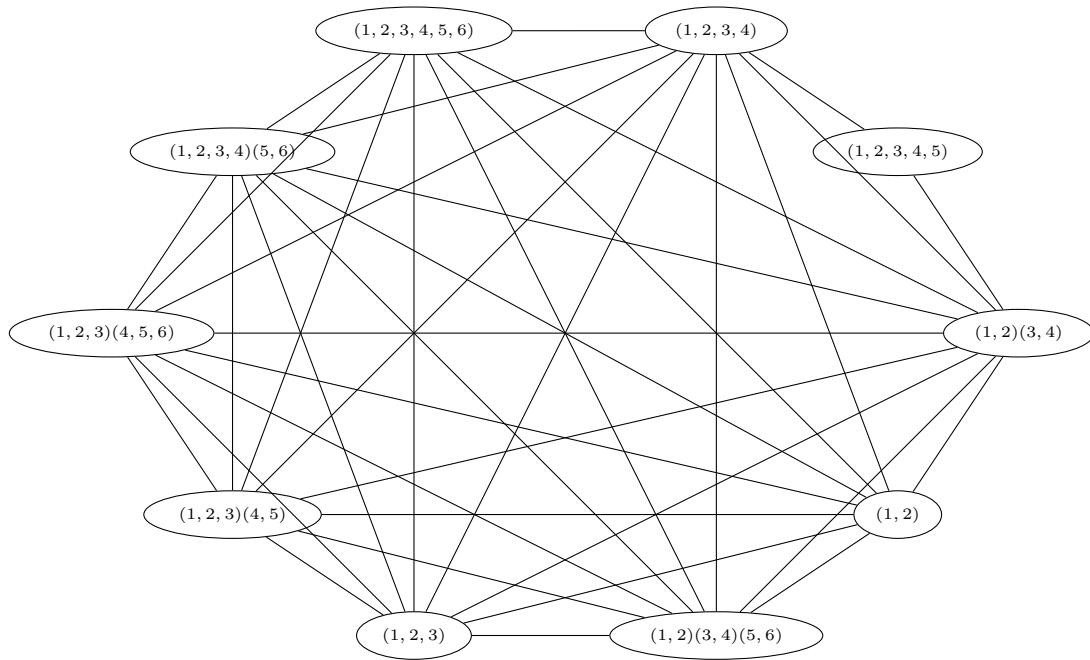 (1, 2, 3, 4, 5, 6)
(1, 2, 3, 4)
(1, 2, 3, 4)(5, 6)
(1, 2, 3, 4, 5)
(1, 2, 3)(4, 5, 6)
(1, 2)(3, 4)
(1, 2, 3)(4, 5)
(1, 2)
(1, 2, 3)
(1, 2)(3, 4)(5, 6)